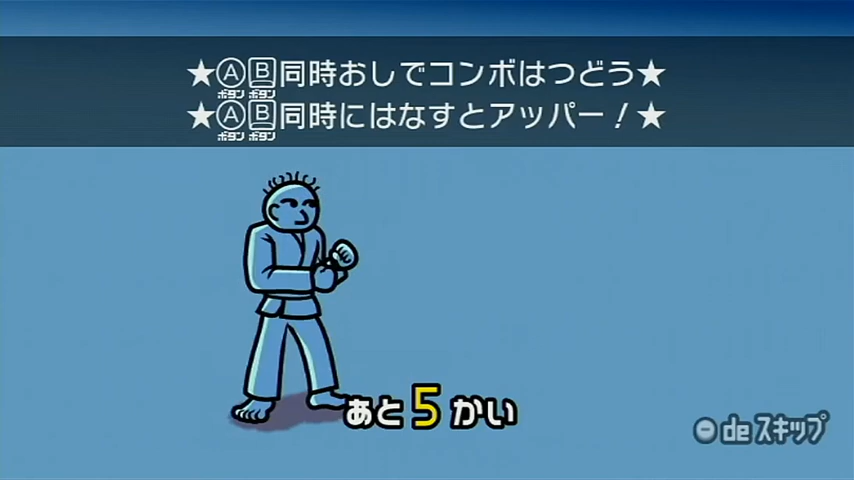 ★Ⓐボタン Ⓑボタン同時おしでコンボはつどう★
★Ⓐボタン Ⓑボタン同時にはなすとアッパー！★
あと5かい
⊖deスキップ